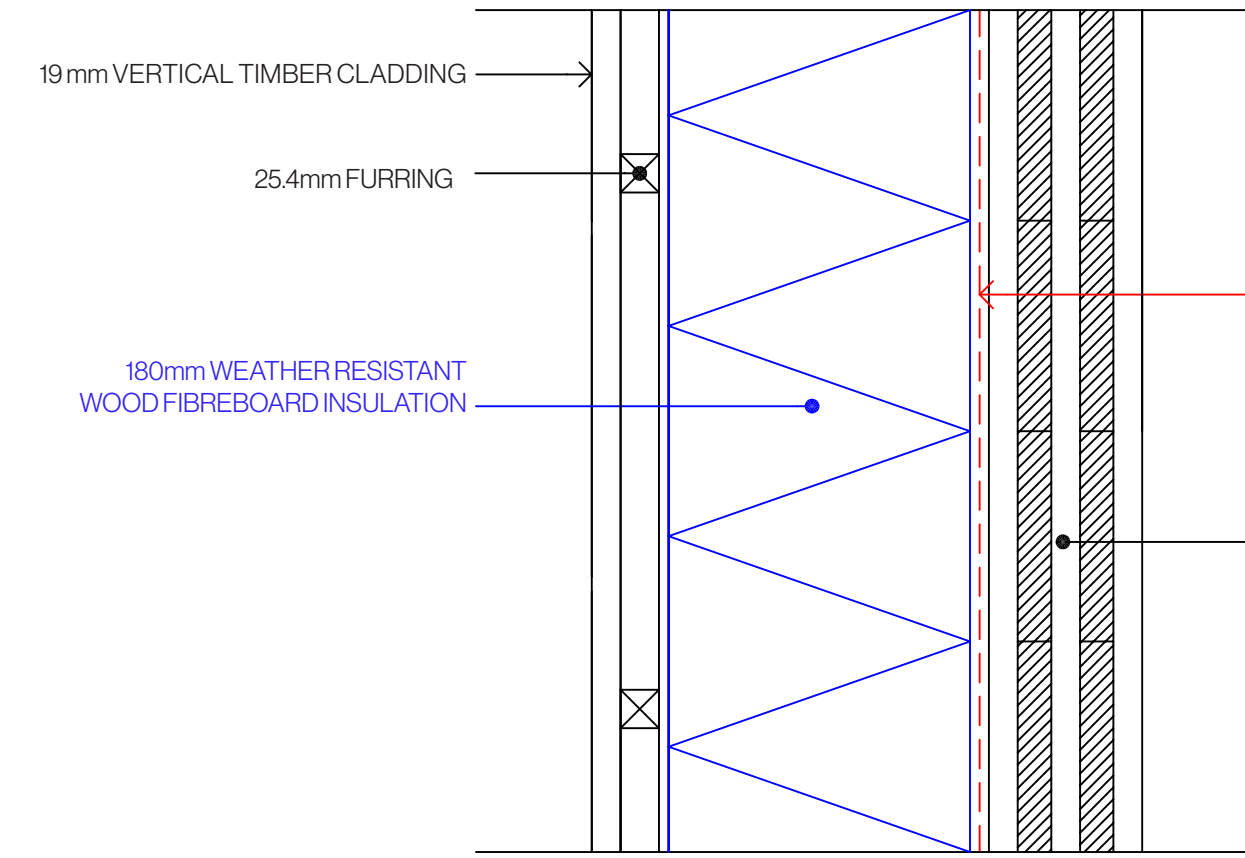 19 mm VERTICAL TIMBER CLADDING
25.4mm FURRING
180mm WEATHER RESISTANT
WOOD FIBREBOARD INSULATION